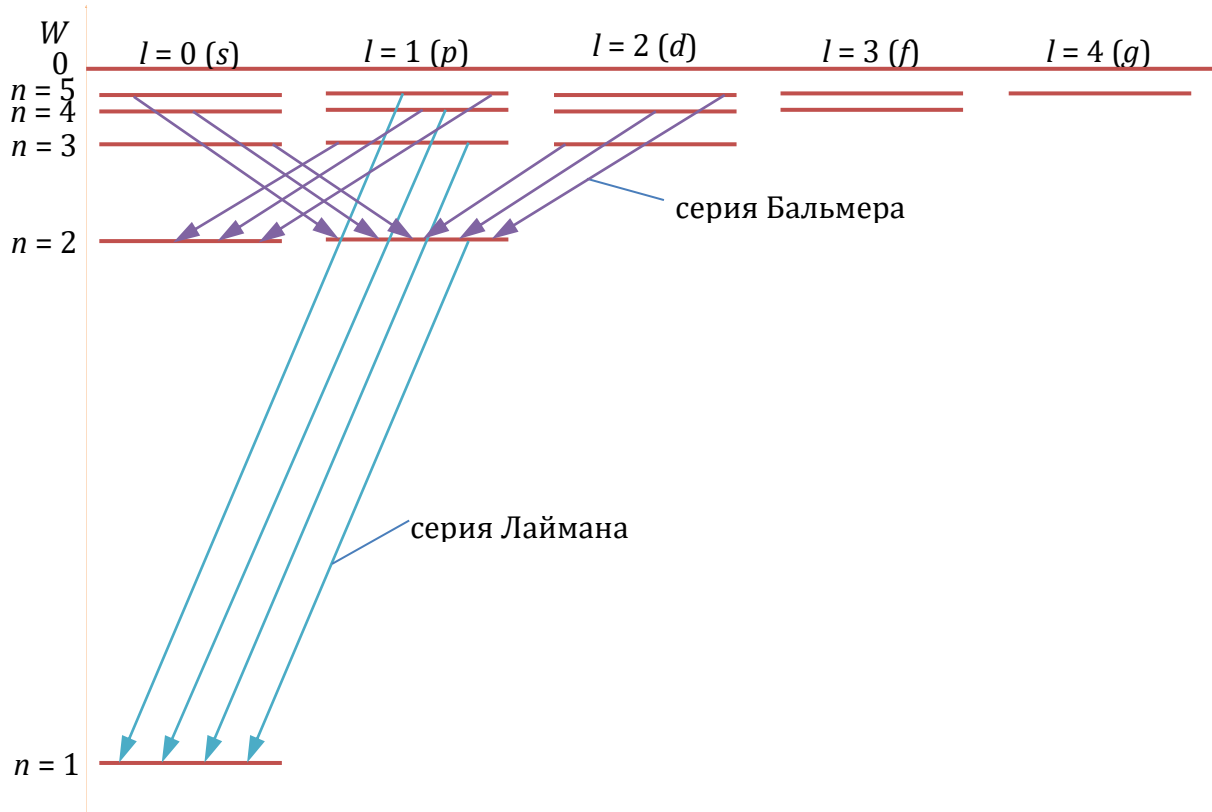 W
l = 0 (s)
l = 1 (p)
l = 2 (d)
l = 3 (f)
l = 4 (g)
0
n = 5
n = 4
n = 3
серия Бальмера
n = 2
серия Лаймана
n = 1